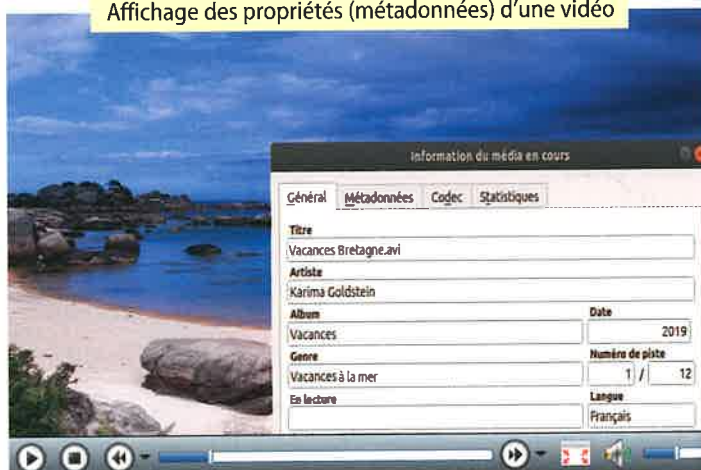 Affichage des propriétés (métadonnées) d'une vidéo
Information du média en cours
Général Métadonnées Codec Statistiques
Titre
Vacances Bretagne.avi
Artiste
Karima Goldstein
Album Date
Vacances 2019
Genre Numéro de piste
Vacances à la mer 1 / 12
En lecture Langue
Français